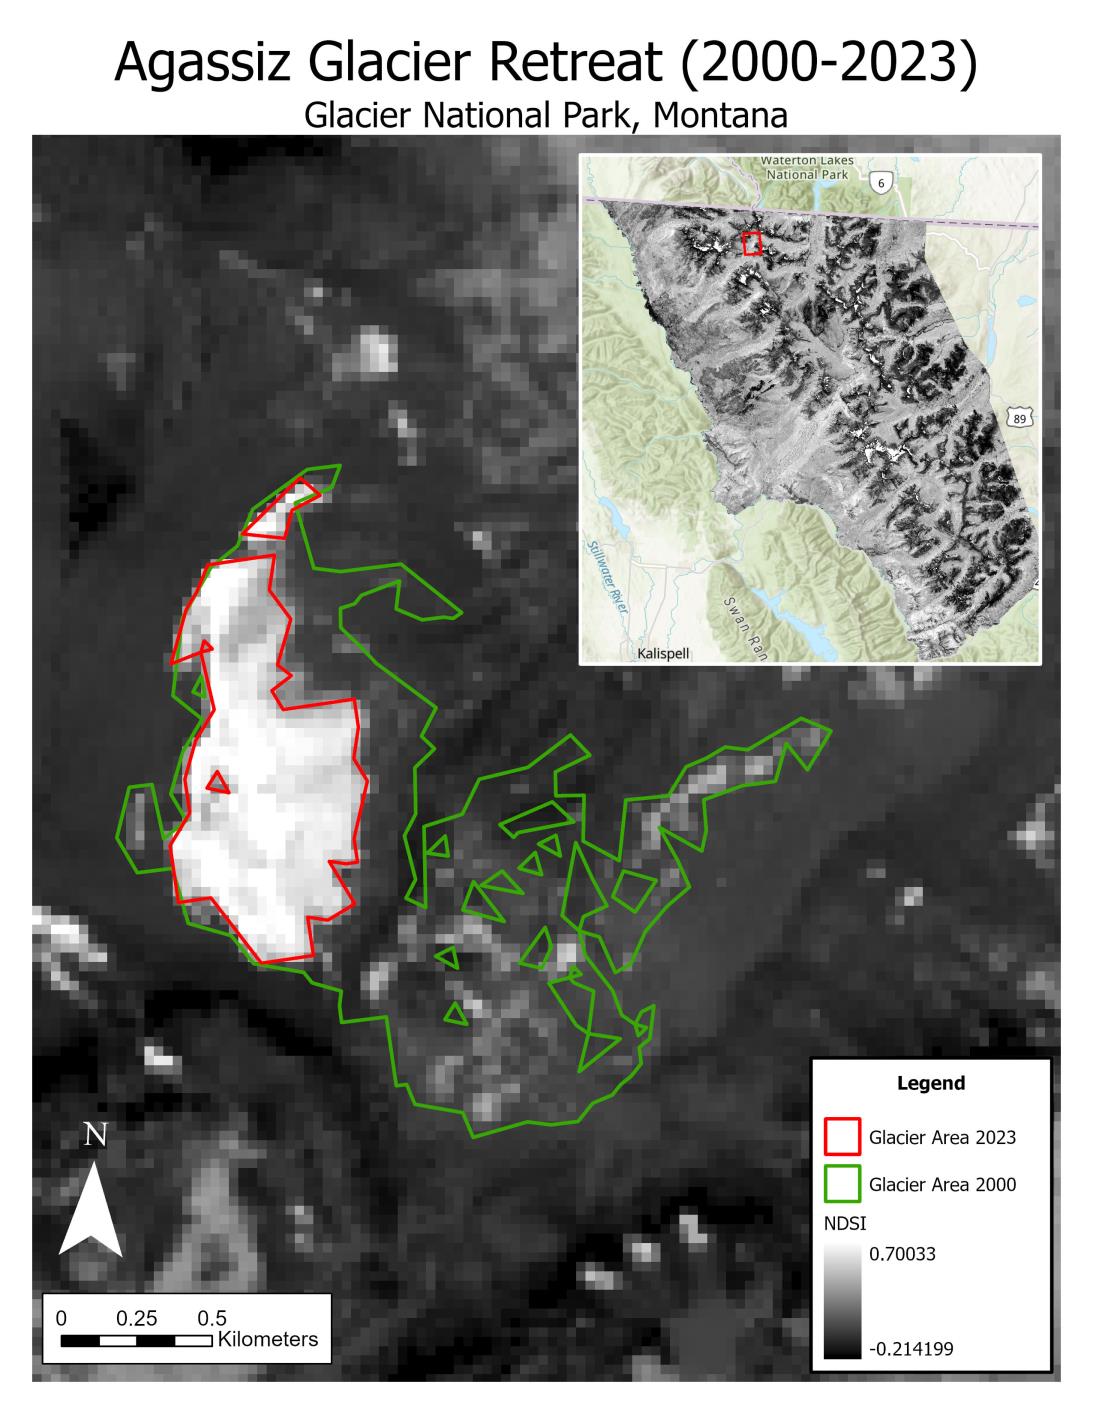 Agassiz Glacier Retreat (2000-2023)
Glacier National Park, Montana
Waterton Lakes
National Park
6
89
Stillwater River
Swan Ran
Kalispell
N
0 0.25 0.5
Kilometers
Legend
Glacier Area 2023
Glacier Area 2000
NDSI
0.70033
-0.214199